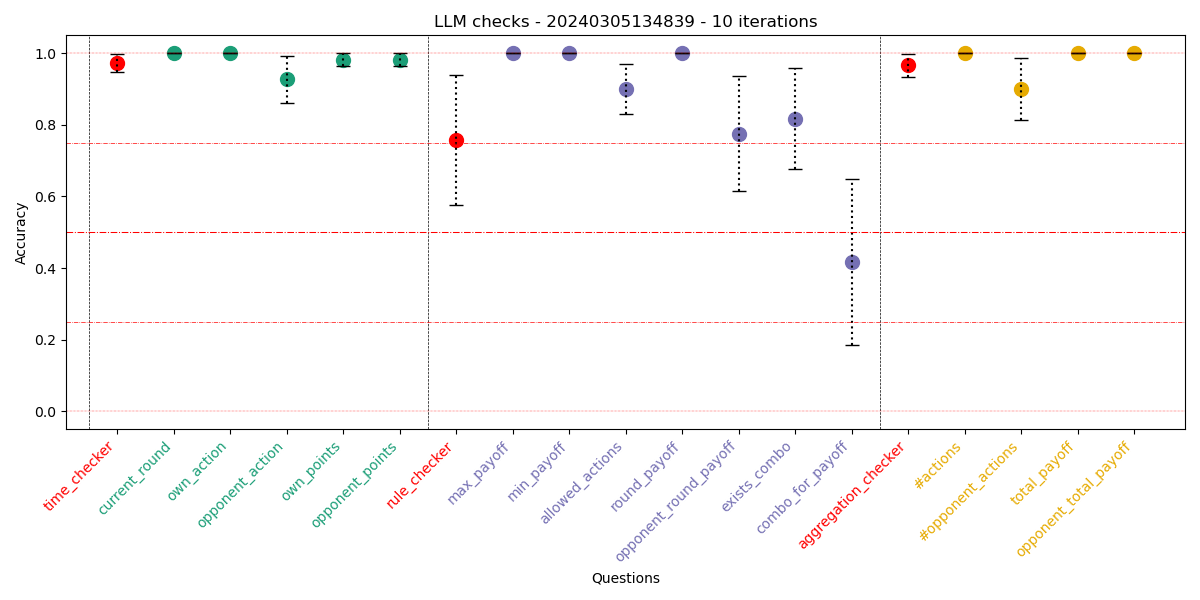 LLM checks - 20240305134839 - 10 iterations
1.0
0.8
0.6
0.4
0.2
0.0
Accuracy
time_checker
current_round
own_action
opponent_action
own_points
opponent_points
rule_checker
max_payoff
min_payoff
allowed_actions
round_payoff
opponent_round_payoff
exists_combo
combo_for_payoff
aggregation_checker
#actions
#opponent_actions
total_payoff
opponent_total_payoff
Questions